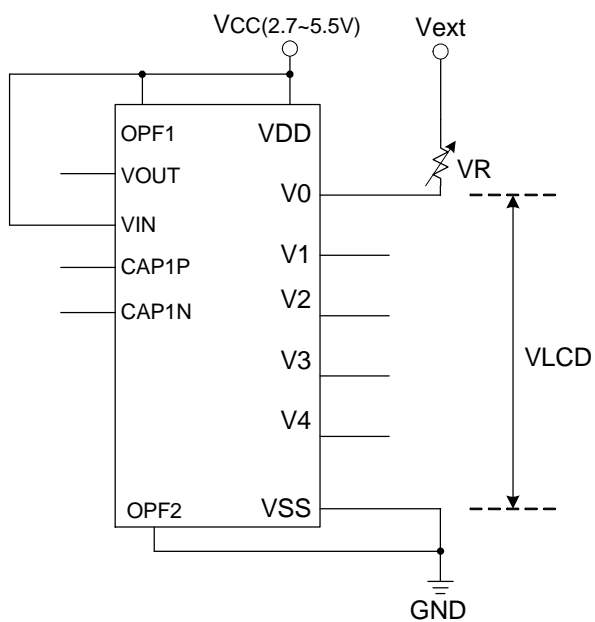 VCC(2.7~5.5V)
Vext
OPF1
VDD
VOUT
VR
V0
VIN
V1
CAP1P
V2
CAP1N
V3
VLCD
V4
OPF2
VSS
GND